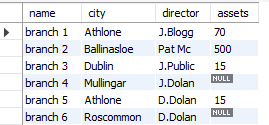 name city director assets
branch 1 Athlone J.Blogg 70
branch 2 Ballinasloe Pat Mc 500
branch 3 Dublin J.Public 15
branch 4 Mullingar J.Dolan NULL
branch 5 Athlone D.Dolan 15
branch 6 Roscommon D.Dolan NULL